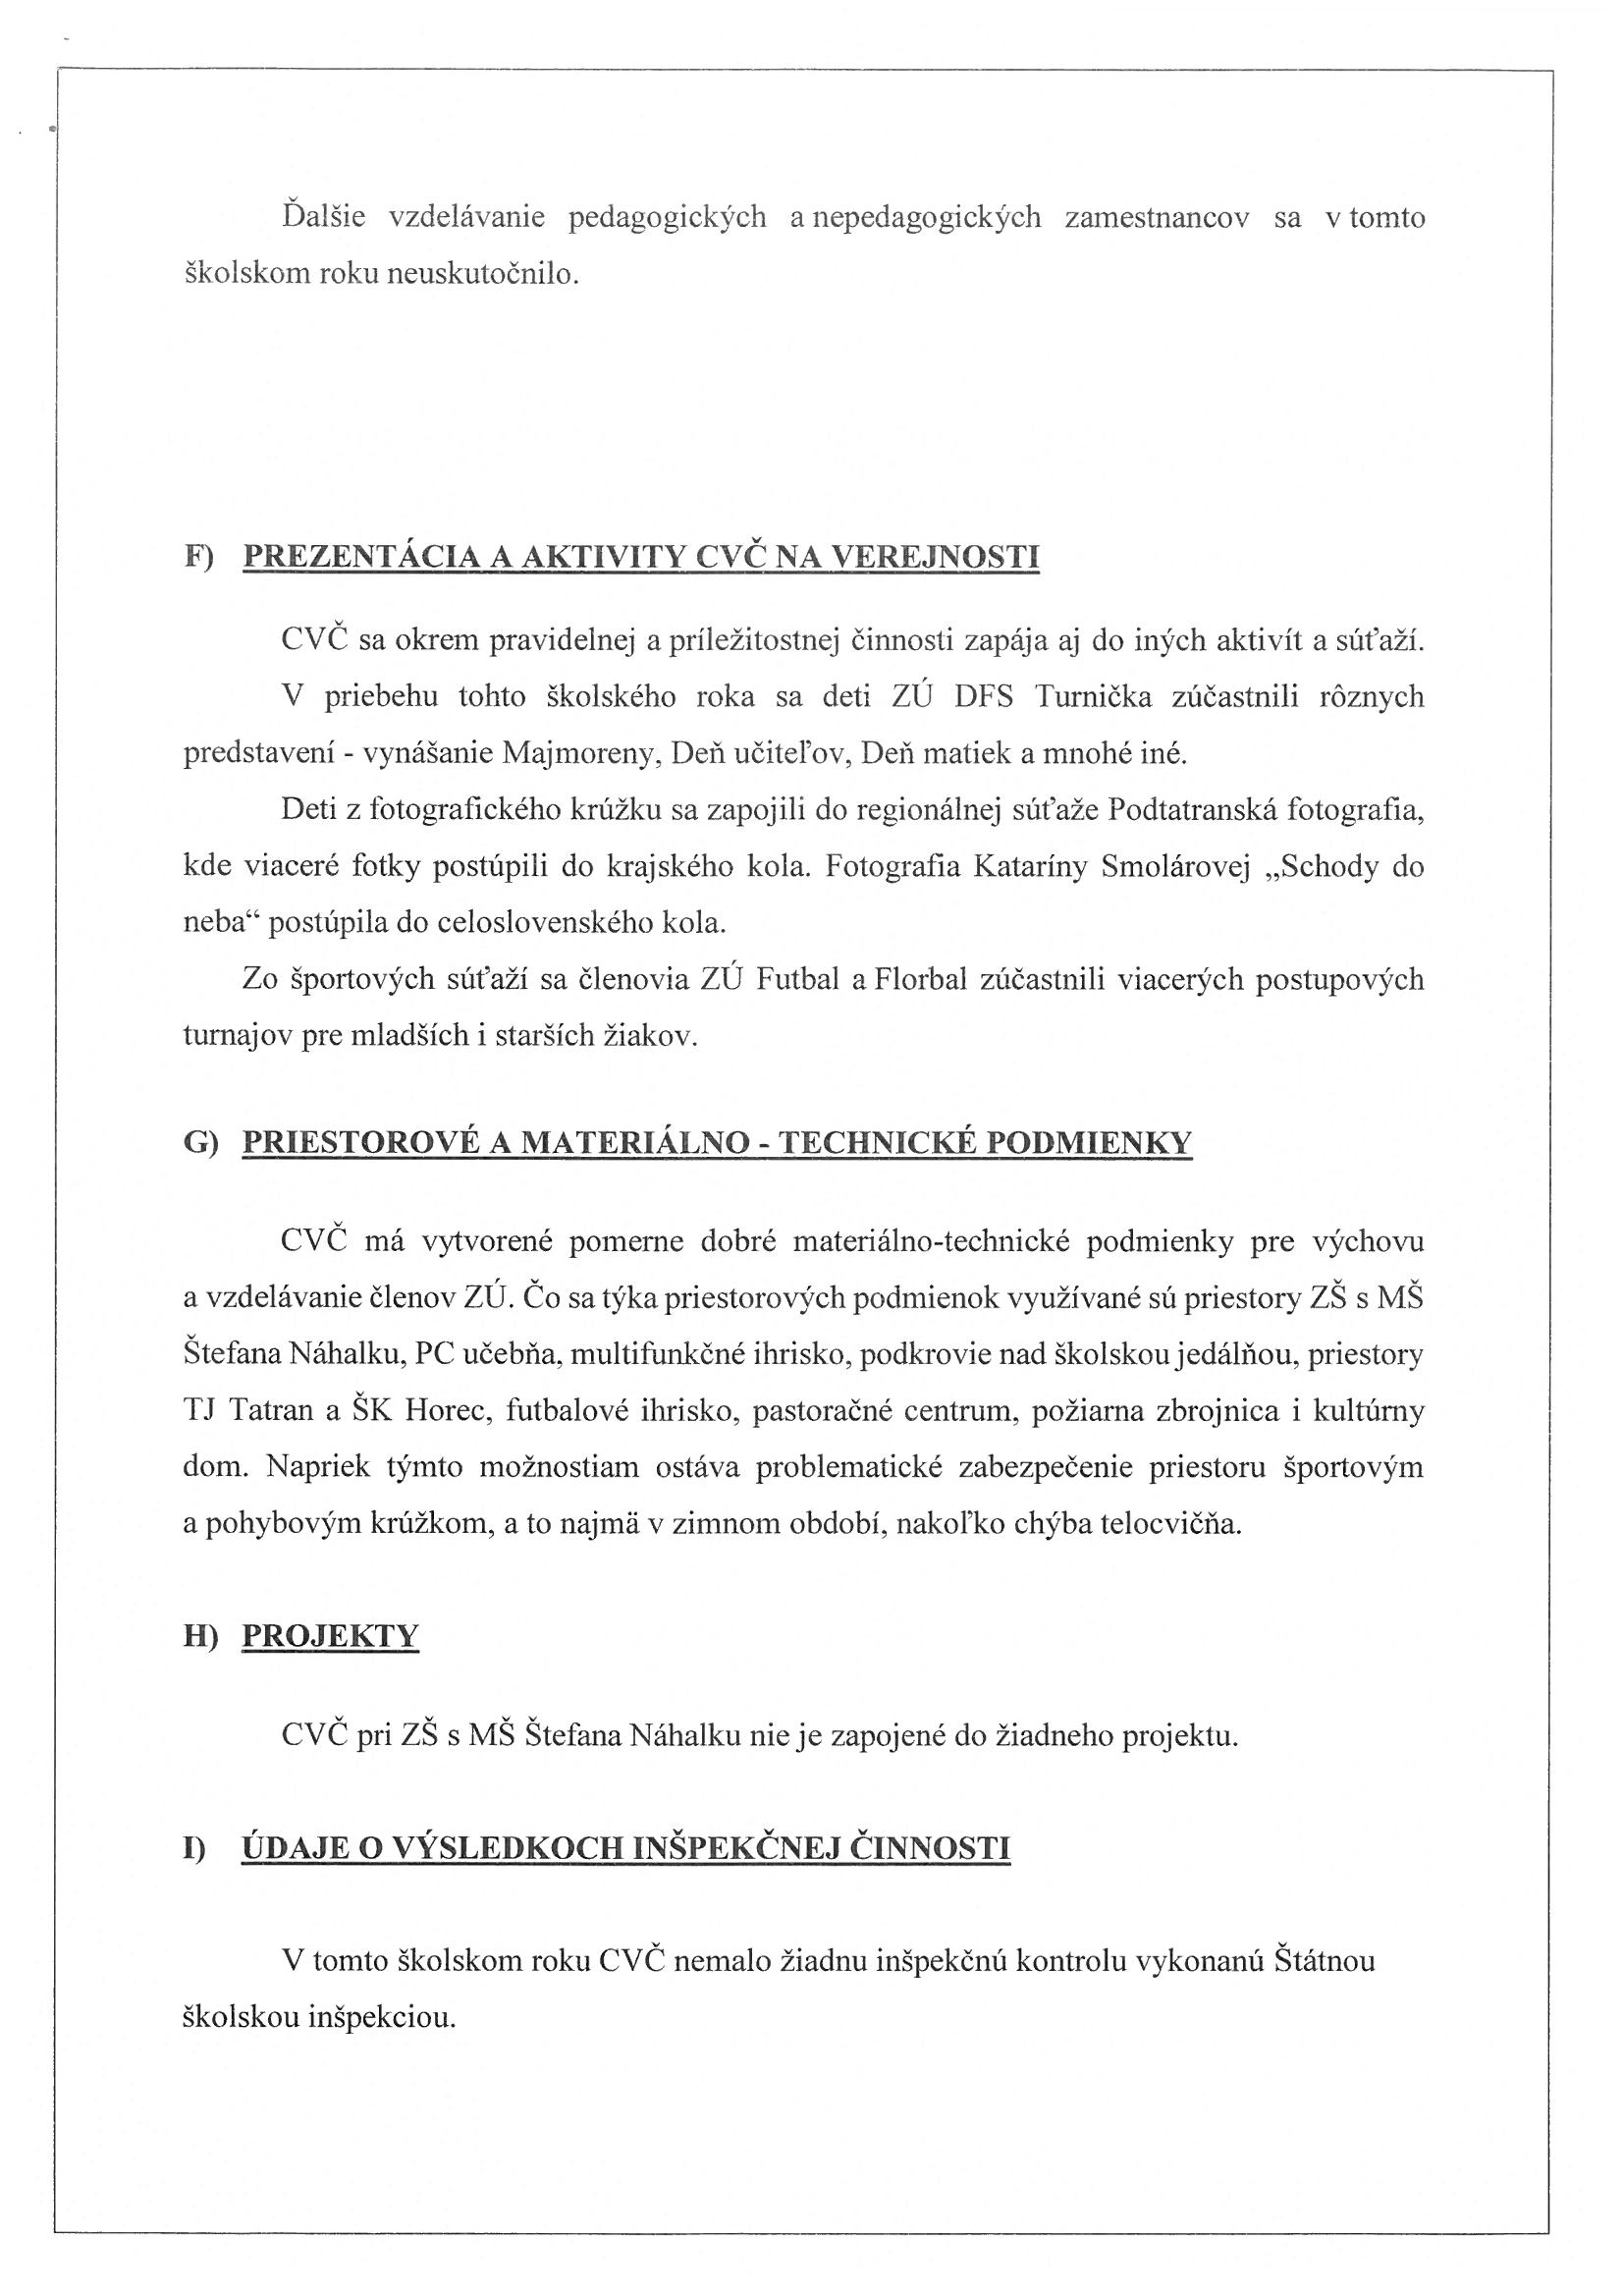 Ďalšie vzdelávanie pedagogických a nepedagogických zamestnancov sa v tomto
školskom roku neuskutočnilo.
F) PREZENTÁCIA A AKTIVITY CVČ NA VEREJNOSTI
CVČ sa okrem pravidelnej a príležitostnej činnosti zapája aj do iných aktivít a súťaží.
V priebehu tohto školského roka sa deti ZÚ DFS Turnička zúčastnili rôznych
predstavení - vynášanie Majmoreny, Deň učiteľov, Deň matiek a mnohé iné.
Deti z fotografického krúžku sa zapojili do regionálnej súťaže Podtatranská fotografia,
kde viaceré fotky postúpili do krajského kola. Fotografia Kataríny Smolárovej „Schody do
neba“ postúpila do celoslovenského kola.
Zo športových súťaží sa členovia ZÚ Futbal a Florbal zúčastnili viacerých postupových
turnajov pre mladších i starších žiakov.
G) PRIESTOROVÉ A MATERIÁLNO - TECHNICKÉ PODMIENKY
CVČ má vytvorené pomerne dobré materiálno-technické podmienky pre výchovu
a vzdelávanie členov ZÚ. Čo sa týka priestorových podmienok využívané sú priestory ZŠ s MŠ
Štefana Náhalku, PC učebňa, multifunkčné ihrisko, podkrovie nad školskou jedálňou, priestory
TJ Tatran a ŠK Horec, futbalové ihrisko, pastoračné centrum, požiarna zbrojnica i kultúrny
dom. Napriek týmto možnostiam ostáva problematické zabezpečenie priestoru športovým
a pohybovým krúžkom, a to najmä v zimnom období, nakoľko chýba telocvičňa.
H) PROJEKTY
CVČ pri ZŠ s MŠ Štefana Náhalku nie je zapojené do žiadneho projektu.
I) ÚDAJE O VÝSLEDKOCH INŠPEKČNEJ ČINNOSTI
V tomto školskom roku CVČ nemalo žiadnu inšpekčnú kontrolu vykonanú Štátnou
školskou inšpekciou.